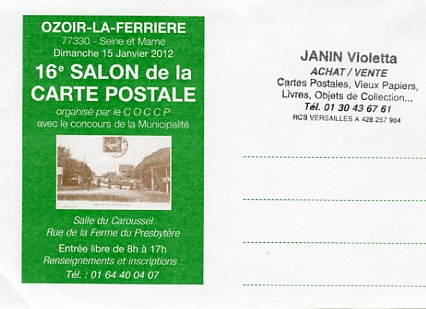 OZOIR-LA-FERRIERE
77330 - Seine et Marne
Dimanche 15 Janvier 2012
16e SALON de la
CARTE POSTALE
organisé par le C O C C P
avec le concours de la Municipalité
Salle du Caroussel
Rue de la Ferme du Presbytère
Entrée libre de 8h à 17h
Renseignements et inscriptions :
Tél. : 01 64 40 04 07
JANIN Violetta
ACHAT / VENTE
Cartes Postales, Vieux Papiers,
Livres, Objets de Collection...
Tél. 01 30 43 67 61
RCS VERSAILLES A 428 257 984